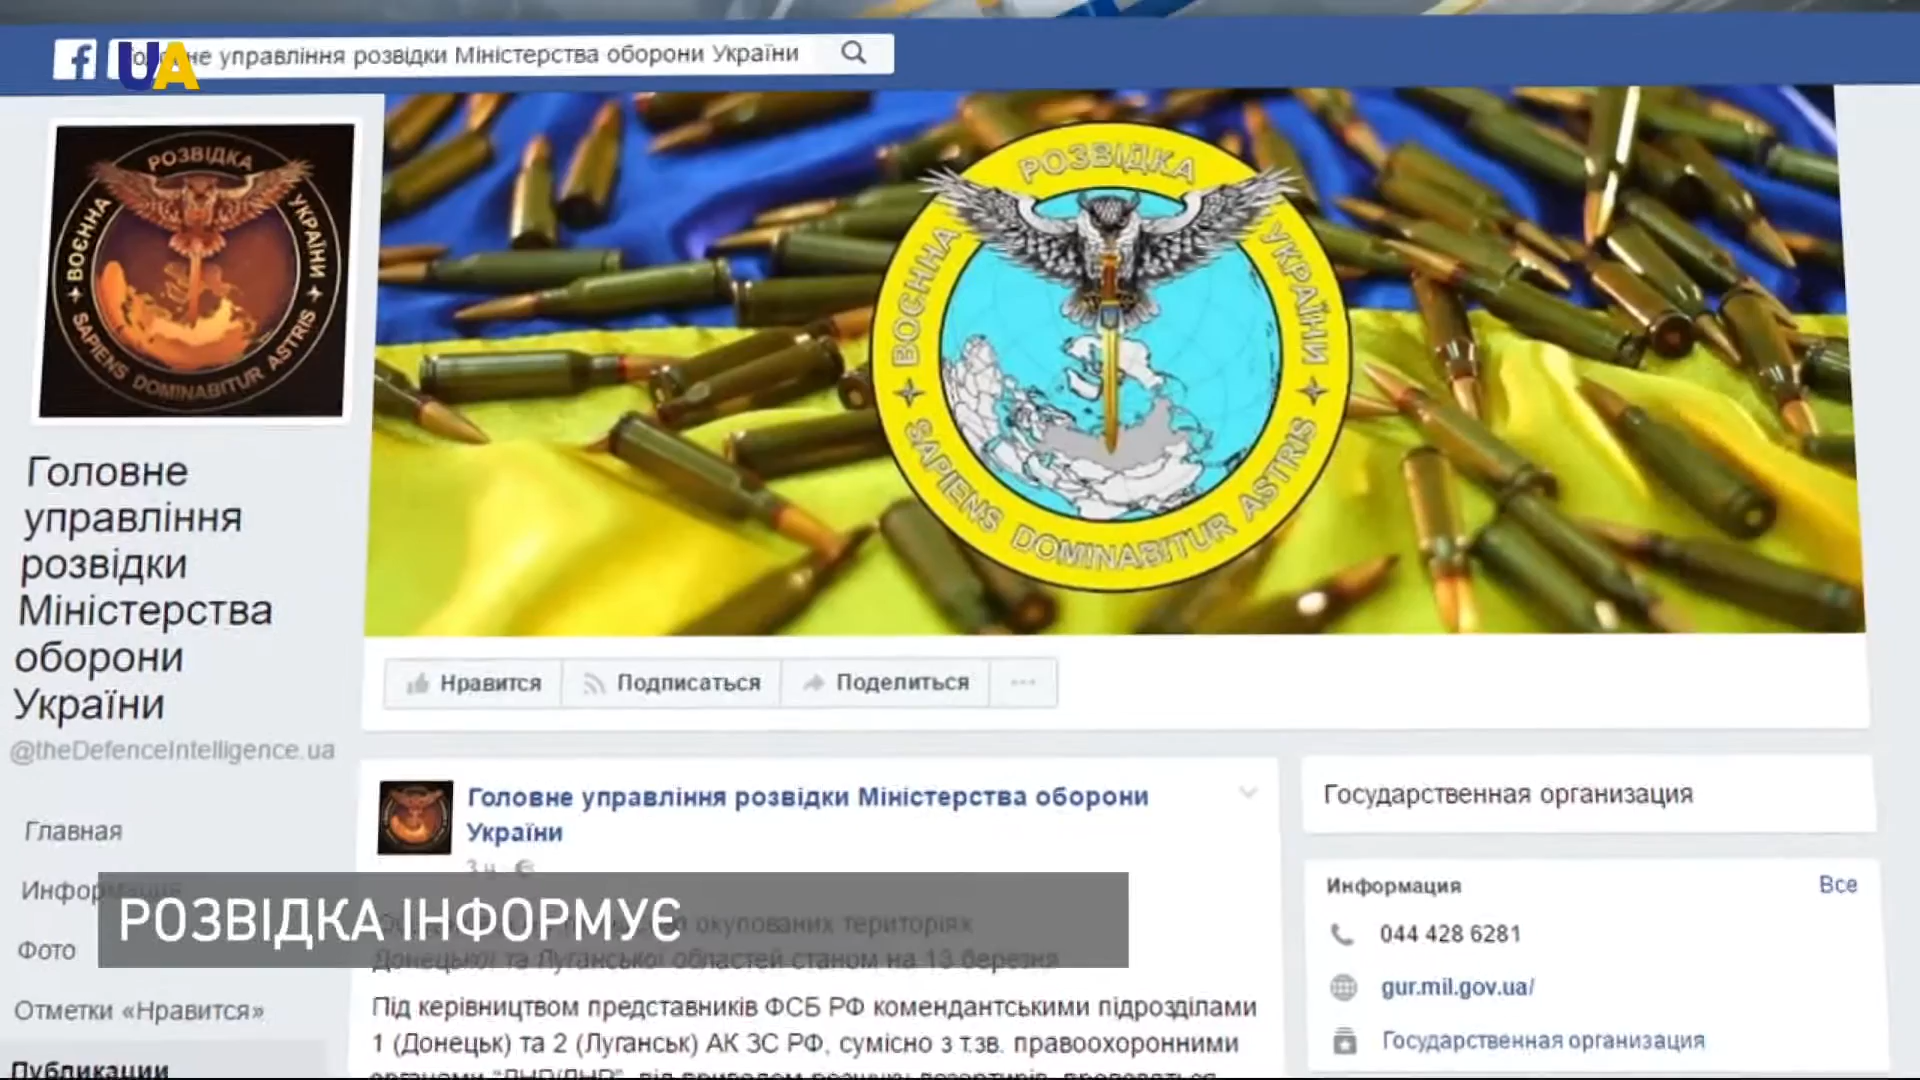 UA
управління розвідки Міністерства оборони України
РОЗВІДКА
ВОЄННА
УКРАЇНИ
SAPIENS DOMINABITUR ASTRIS
РОЗВІДКА
ВОЄННА
УКРАЇНИ
SAPIENS DOMINABITUR ASTRIS
Головне
управління
розвідки
Міністерства
оборони
України
@theDefenceIntelligence.ua
Главная
Фото
Отметки «Нравится»
Публикации
Нравится
Подписаться
Поделиться
Головне управління розвідки Міністерства оборони
України
3 ч.
окупованих територіях
Донецької та Луганської областей станом на 13 березня
РОЗВІДКА ІНФОРМУЄ
Під керівництвом представників ФСБ РФ комендантськими підрозділами
1 (Донецьк) та 2 (Луганськ) АК ЗС РФ, сумісно з т.зв. правоохоронними
Государственная организация
Информация
Все
044 428 6281
gur.mil.gov.ua/
Государственная организация